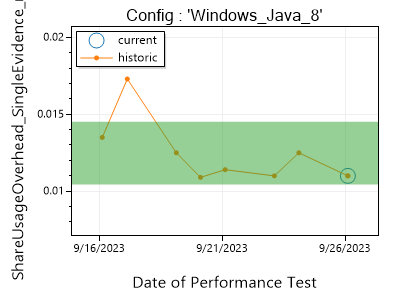 Config : 'Windows_Java_8'
current
historic
0.02
0.015
0.01
ShareUsageOverhead_SingleEvidence_
9/16/2023
9/21/2023
9/26/2023
Date of Performance Test